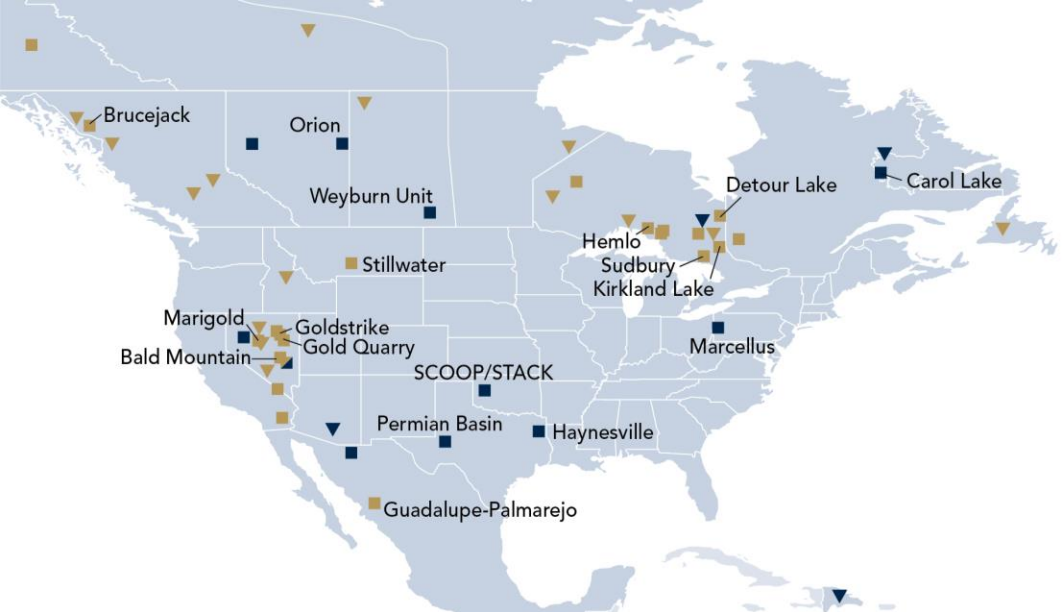 Brucejack
Orion
Detour Lake
Carol Lake
Weyburn Unit
Hemlo
Sudbury
Kirkland Lake
Stillwater
Marigold
Goldstrike
Gold Quarry
Bald Mountain
Marcellus
SCOOP/STACK
Permian Basin
Haynesville
Guadalupe-Palmarejo